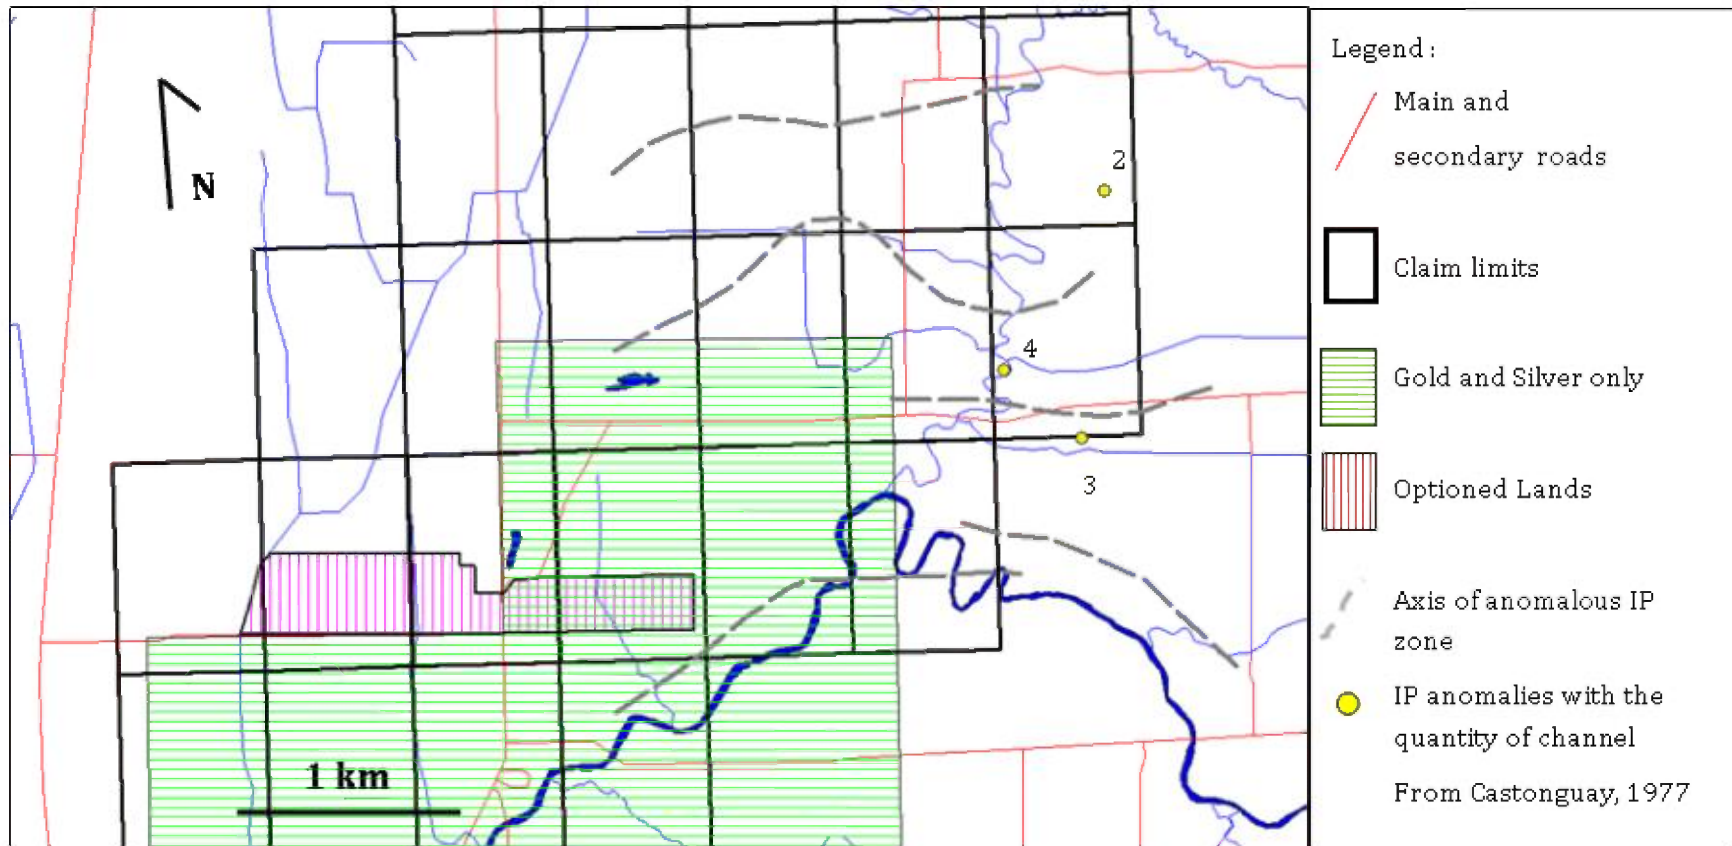 N
2
4
3
1 km
Legend :
Main and
secondary roads
Claim limits
Gold and Silver only
Optioned Lands
Axis of anomalous IP
zone
IP anomalies with the
quantity of channel
From Castonguay, 1977